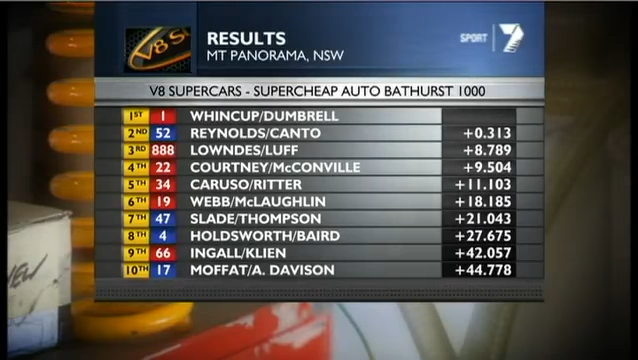 V8 SU
RESULTS
MT PANORAMA, NSW
SPORT 7
V8 SUPERCARS - SUPERCHEAP AUTO BATHURST 1000
1ST 1 WHINCUP/DUMBRELL
2ND 52 REYNOLDS/CANTO +0.313
3RD 888 LOWNDES/LUFF +8.789
4TH 22 COURTNEY/McCONVILLE +9.504
5TH 34 CARUSO/RITTER +11.103
6TH 19 WEBB/McLAUGHLIN +18.185
7TH 47 SLADE/THOMPSON +21.043
8TH 4 HOLDSWORTH/BAIRD +27.675
9TH 66 INGALL/KLIEN +42.057
10TH 17 MOFFAT/A. DAVISON +44.778